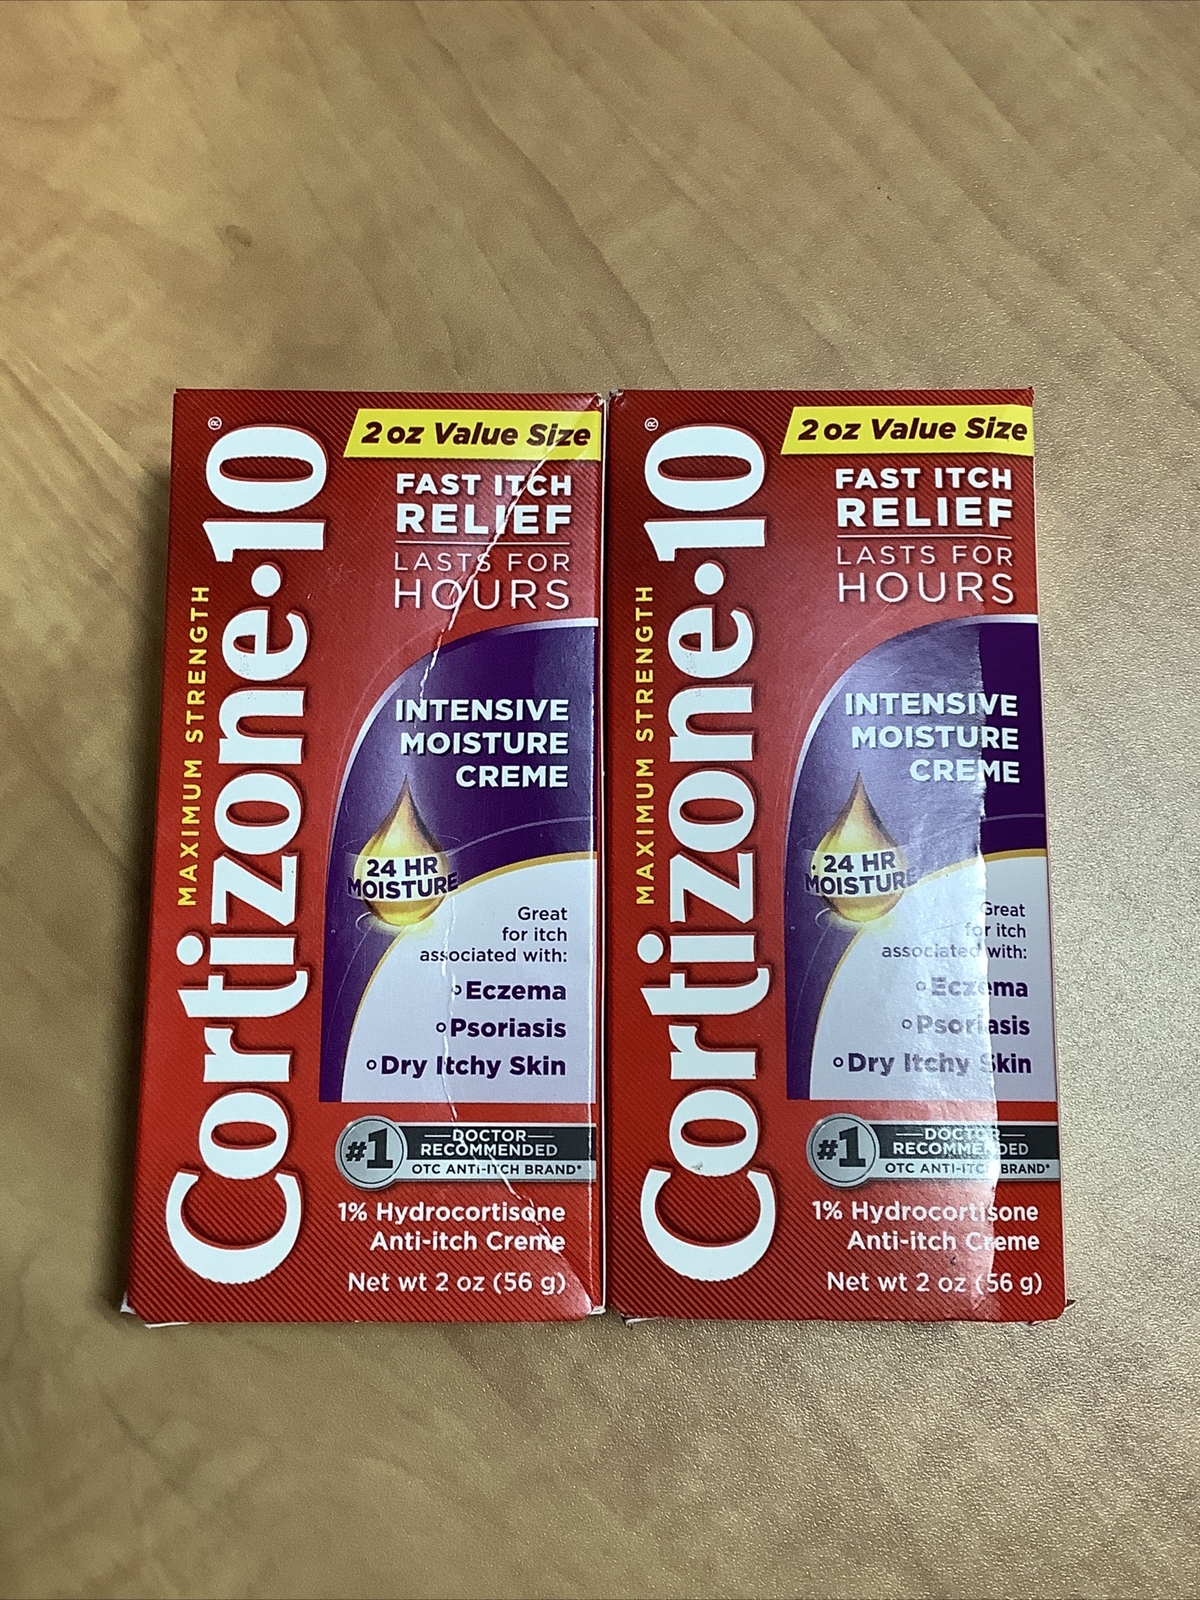 MAXIMUM STRENGTH
Cortizone•10®
2 oz Value Size
FAST ITCH
RELIEF
LASTS FOR
HOURS
INTENSIVE
MOISTURE
CREME
24 HR
MOISTURE
Great
for itch
associated with:
Eczema
Psoriasis
Dry Itchy Skin
#1
DOCTOR
RECOMMENDED
OTC ANTI-ITCH BRAND*
1% Hydrocortisone
Anti-itch Creme
Net wt 2 oz (56 g)
MAXIMUM STRENGTH
Cortizone•10®
2 oz Value Size
FAST ITCH
RELIEF
LASTS FOR
HOURS
INTENSIVE
MOISTURE
CREME
24 HR
MOISTURE
Great
for itch
associated with:
Eczema
Psoriasis
Dry Itchy Skin
#1
DOCTOR
RECOMMENDED
OTC ANTI-ITCH BRAND*
1% Hydrocortisone
Anti-itch Creme
Net wt 2 oz (56 g)